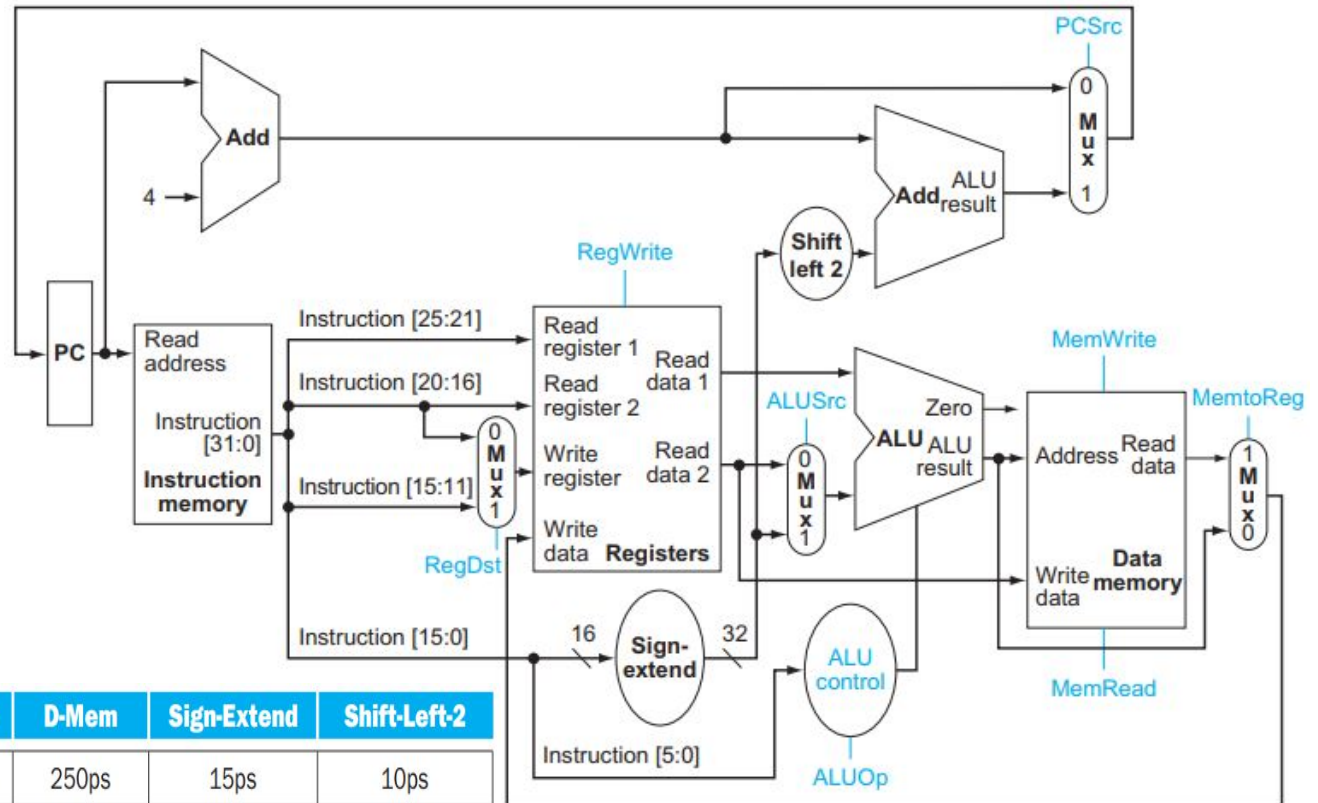 PCSrc
0
M
u
x
1
Add
4
Add
ALU
result
Shift
left 2
RegWrite
PC
Read
address
Instruction
[31:0]
Instruction
memory
Instruction [25:21]
Instruction [20:16]
Instruction [15:11]
0
M
u
x
1
RegDst
Read
register 1
Read
register 2
Write
register
Write
data
Read
data 1
Read
data 2
Registers
ALUSrc
0
M
u
x
1
Zero
ALU
ALU
result
MemWrite
Address
Read
data
Write
data
Data
memory
MemRead
MemtoReg
1
M
u
x
0
Instruction [15:0]
16
Sign-
extend
32
ALU
control
Instruction [5:0]
ALUOp
D-Mem Sign-Extend Shift-Left-2
250ps 15ps 10ps